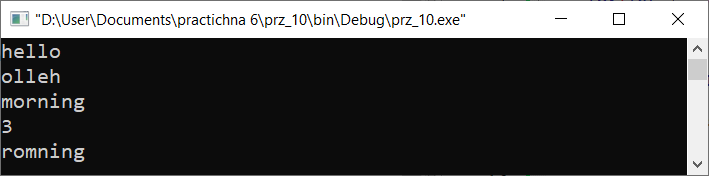 "D:\User\Documents\practichna 6\prz_10\bin\Debug\prz_10.exe"
hello
olleh
morning
3
romning